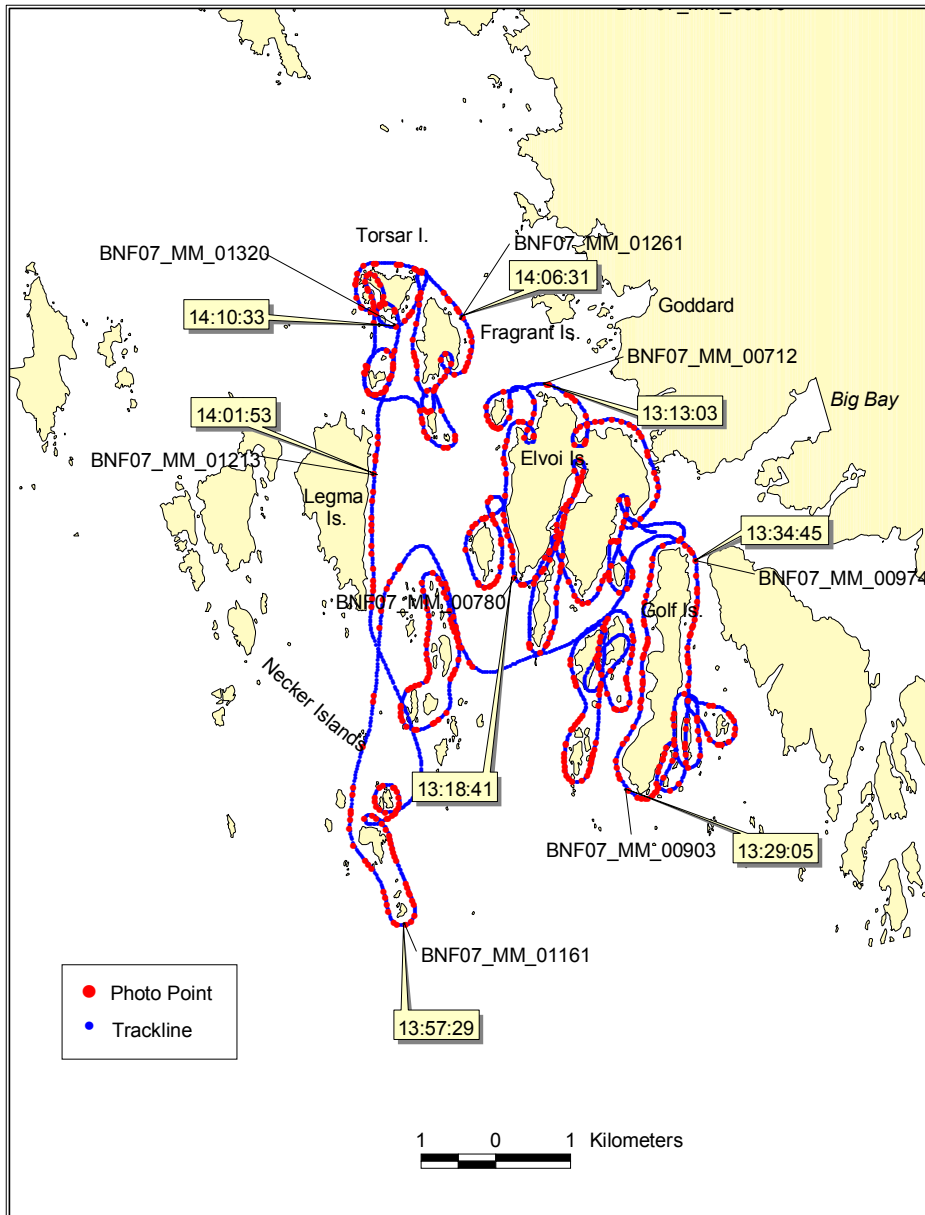 Torsar I.
BNF07_MM_01320
BNF07_MM_01261
14:06:31
Goddard
14:10:33
Fragrant Is.
BNF07_MM_00712
14:01:53
13:13:03
Big Bay
BNF07_MM_01213
Elvoi Is.
Legma
Is.
13:34:45
BNF07_MM_00974
BNF07_MM_00780
Golf Is.
Necker Islands
13:18:41
BNF07_MM_00903
13:29:05
BNF07_MM_01161
Photo Point
Trackline
13:57:29
1 0 1 Kilometers